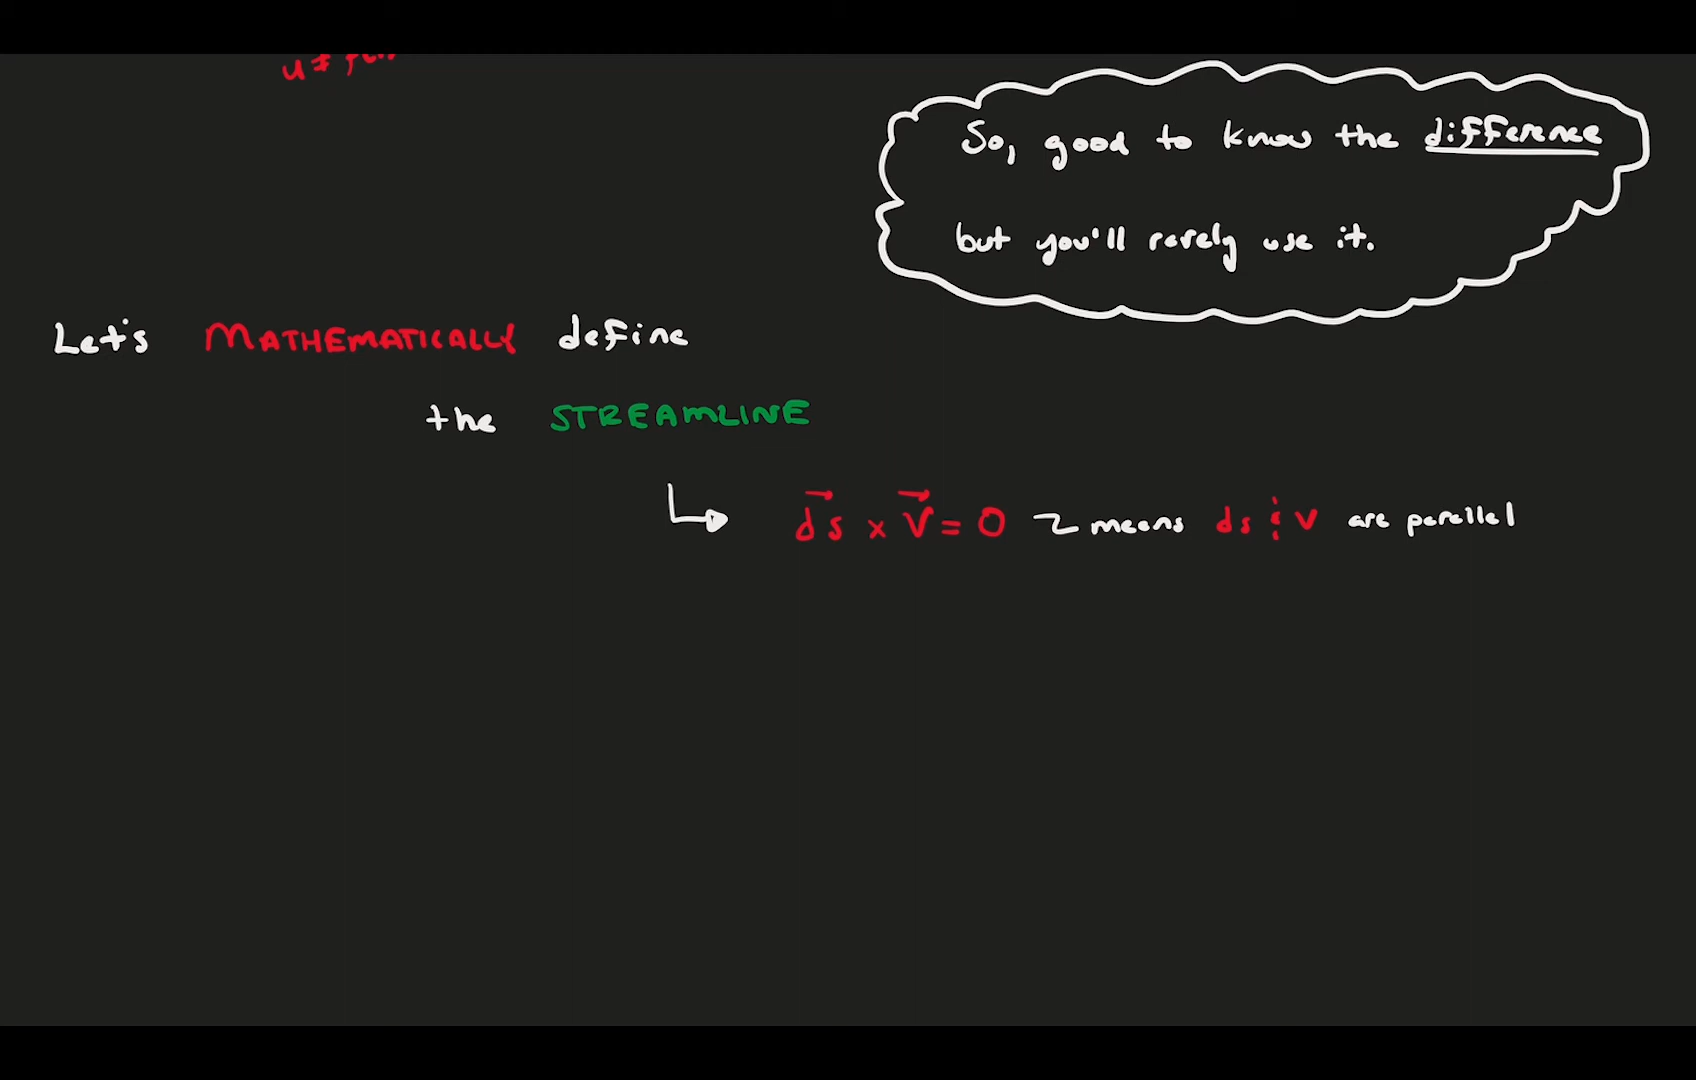 u ≠
So, good to know the difference
but you'll rarely use it.
Let's MATHEMATICALLY define
the STREAMLINE
ds⃗ x V⃗ = 0 means ds & V are parallel